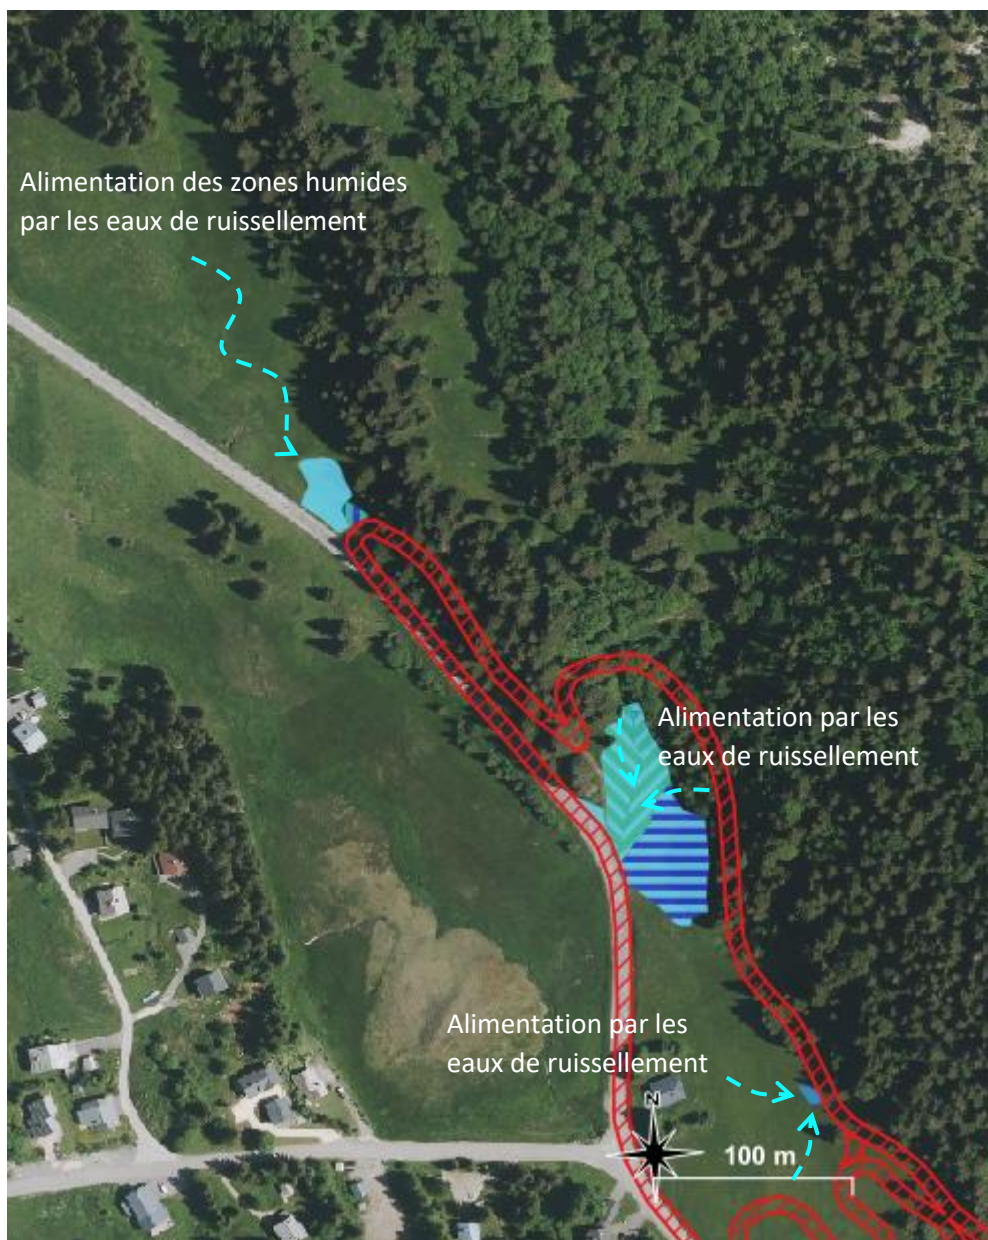 Alimentation des zones humides
par les eaux de ruissellement
Alimentation par les
eaux de ruissellement
Alimentation par les
eaux de ruissellement
N
100 m